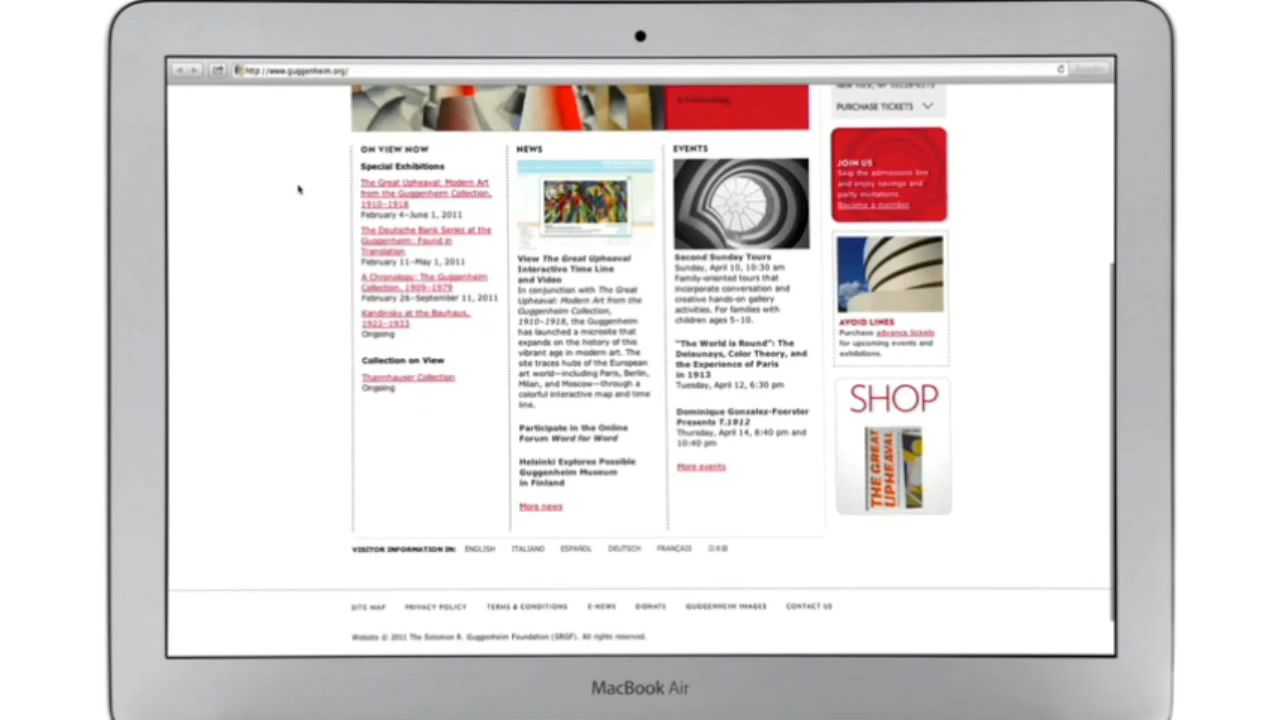 http://www.guggenheim.org/
PURCHASE TICKETS
ON VIEW NOW
Special Exhibitions
The Great Upheaval: Modern Art
from the Guggenheim Collection,
1910–1918
February 4–June 1, 2011
The Deutsche Bank Series at the
Guggenheim: Found in
Translation
February 11–May 1, 2011
A Chronology: The Guggenheim
Collection, 1909–1979
February 26–September 11, 2011
Kandinsky at the Bauhaus,
1922–1933
Ongoing
Collection on View
Thannhauser Collection
Ongoing
NEWS
View The Great Upheaval
Interactive Time Line
and Video
In conjunction with The Great
Upheaval: Modern Art from the
Guggenheim Collection,
1910–1918, the Guggenheim
has launched a microsite that
expands on the history of this
vibrant age in modern art. The
site traces hubs of the European
art world—including Paris, Berlin,
Milan, and Moscow—through a
colorful interactive map and time
line.
Participate in the Online
Forum Word for Word
Helsinki Explores Possible
Guggenheim Museum
in Finland
More news
EVENTS
Second Sunday Tours
Sunday, April 10, 10:30 am
Family-oriented tours that
incorporate conversation and
creative hands-on gallery
activities. For families with
children ages 5–10.
"The World is Round": The
Delaunays, Color Theory, and
the Experience of Paris
in 1913
Tuesday, April 12, 6:30 pm
Dominique Gonzalez-Foerster
Presents T.1912
Thursday, April 14, 8:40 pm and
10:40 pm
More events
JOIN US
Skip the admissions line
and enjoy savings and
party invitations.
Become a member.
AVOID LINES
Purchase advance tickets
for upcoming events and
exhibitions.
SHOP
THE GREAT
UPHEAVAL
VISITOR INFORMATION IN: ENGLISH ITALIANO ESPAÑOL DEUTSCH FRANÇAIS
SITE MAP PRIVACY POLICY TERMS & CONDITIONS E-NEWS DONATE GUGGENHEIM IMAGES CONTACT US
Website © 2011 The Solomon R. Guggenheim Foundation (SRGF). All rights reserved.
MacBook Air